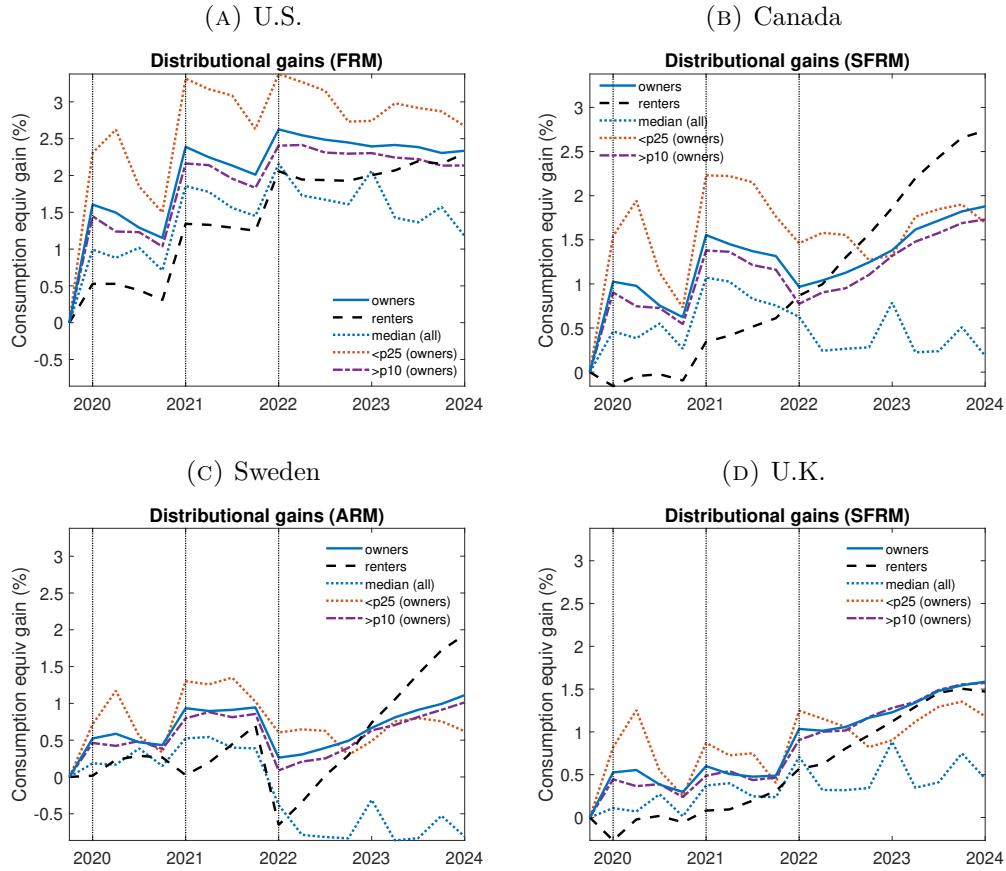 (A) U.S.
Distributional gains (FRM)
Consumption equiv gain (%)
3
2.5
2
1.5
1
0.5
0
-0.5
owners
renters
median (all)
<p25 (owners)
>p10 (owners)
2020 2021 2022 2023 2024
(B) Canada
Distributional gains (SFRM)
Consumption equiv gain (%)
3
2.5
2
1.5
1
0.5
0
owners
renters
median (all)
<p25 (owners)
>p10 (owners)
2020 2021 2022 2023 2024
(C) Sweden
Distributional gains (ARM)
Consumption equiv gain (%)
3
2.5
2
1.5
1
0.5
0
-0.5
owners
renters
median (all)
<p25 (owners)
>p10 (owners)
2020 2021 2022 2023 2024
(D) U.K.
Distributional gains (SFRM)
Consumption equiv gain (%)
3
2.5
2
1.5
1
0.5
0
owners
renters
median (all)
<p25 (owners)
>p10 (owners)
2020 2021 2022 2023 2024